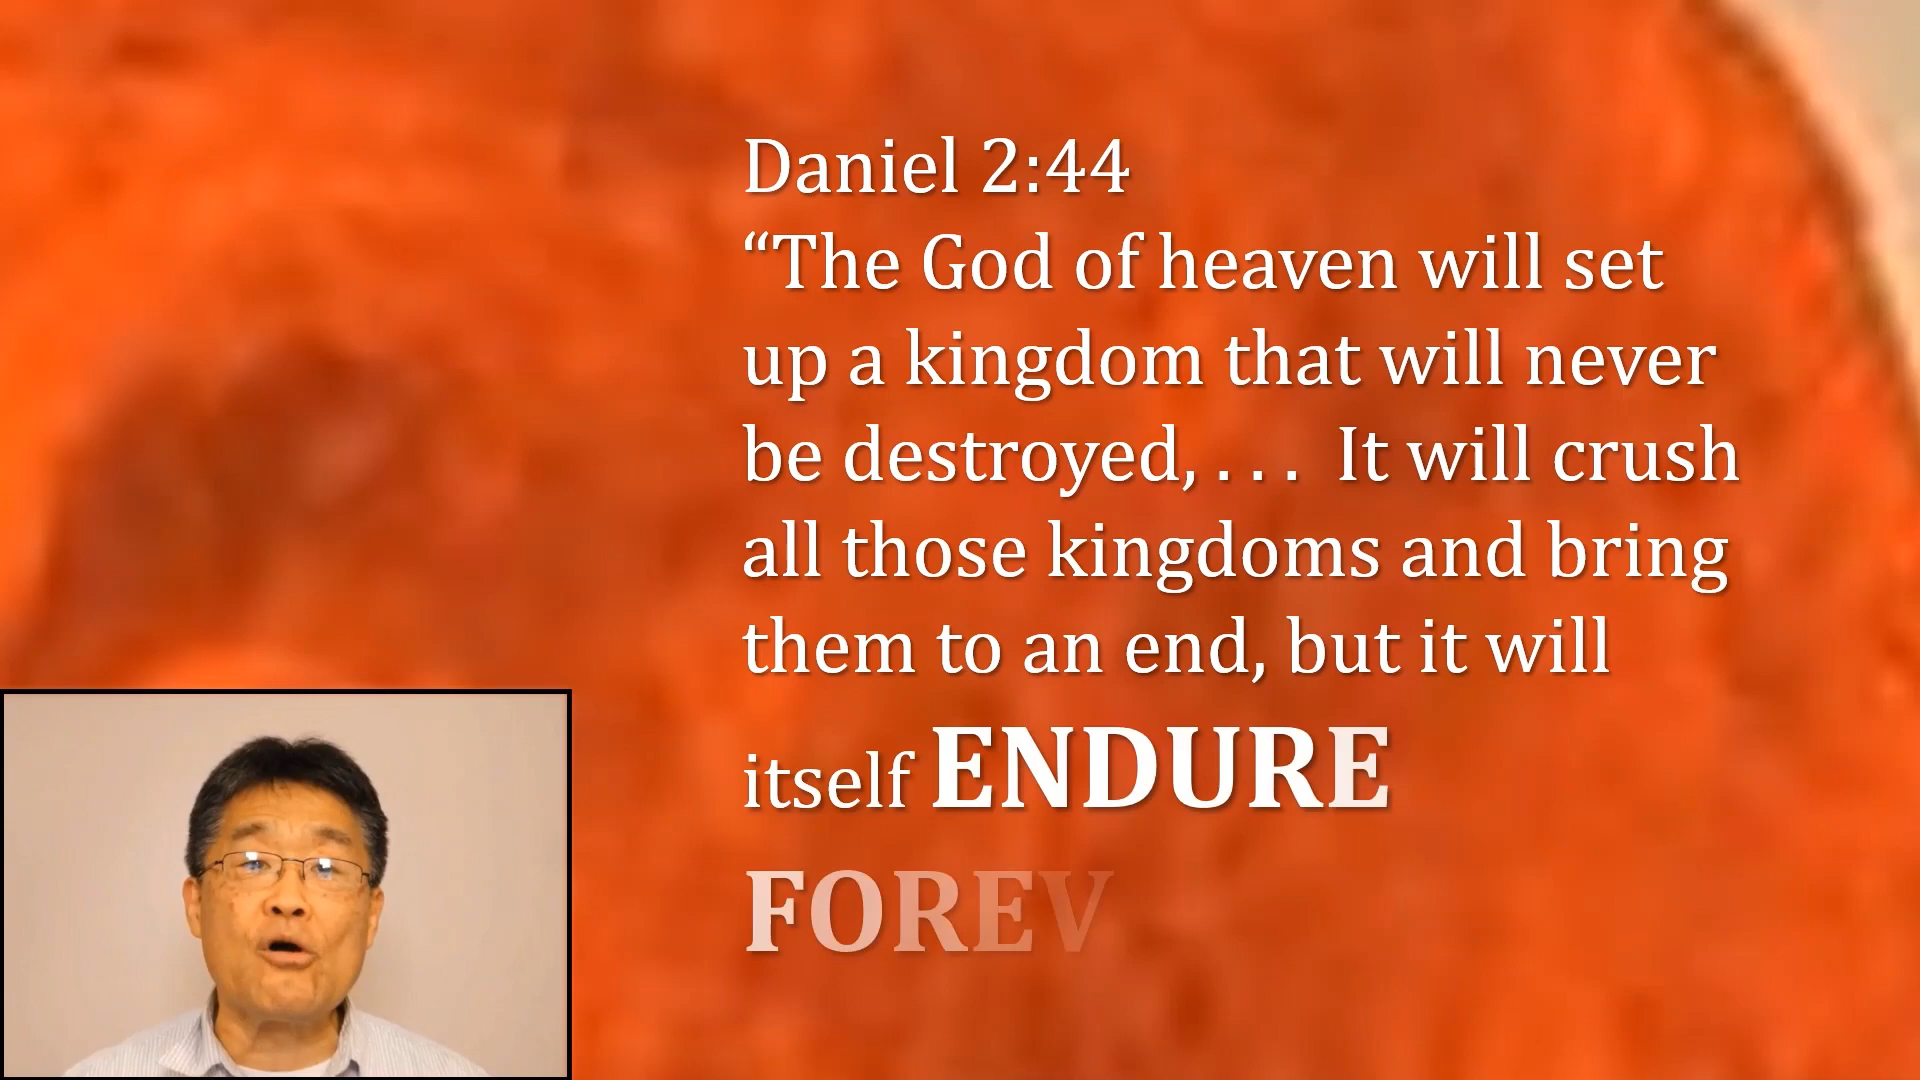 Daniel 2:44
“The God of heaven will set
up a kingdom that will never
be destroyed, . . .  It will crush
all those kingdoms and bring
them to an end, but it will
itself ENDURE
FOREV